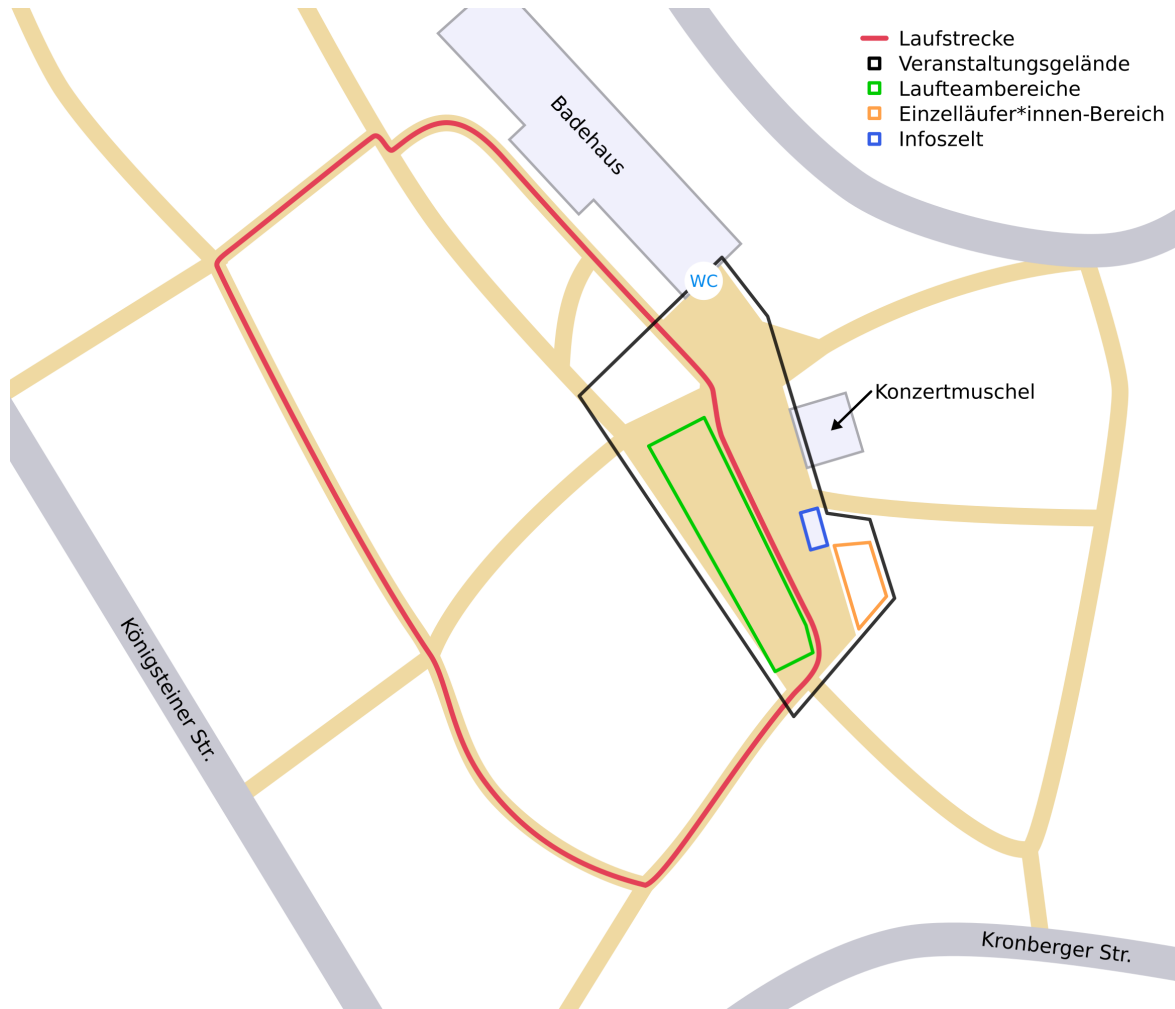 Laufstrecke
Veranstaltungsgelände
Laufteambereiche
Einzelläufer*innen-Bereich
Infoszelt
Badehaus
WC
Konzertmuschel
Königsteiner Str.
Kronberger Str.